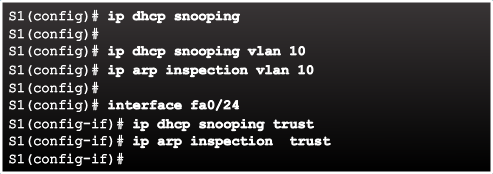 S1(config)# ip dhcp snooping
S1(config)#
S1(config)# ip dhcp snooping vlan 10
S1(config)# ip arp inspection vlan 10
S1(config)#
S1(config)# interface fa0/24
S1(config-if)# ip dhcp snooping trust
S1(config-if)# ip arp inspection  trust
S1(config-if)#